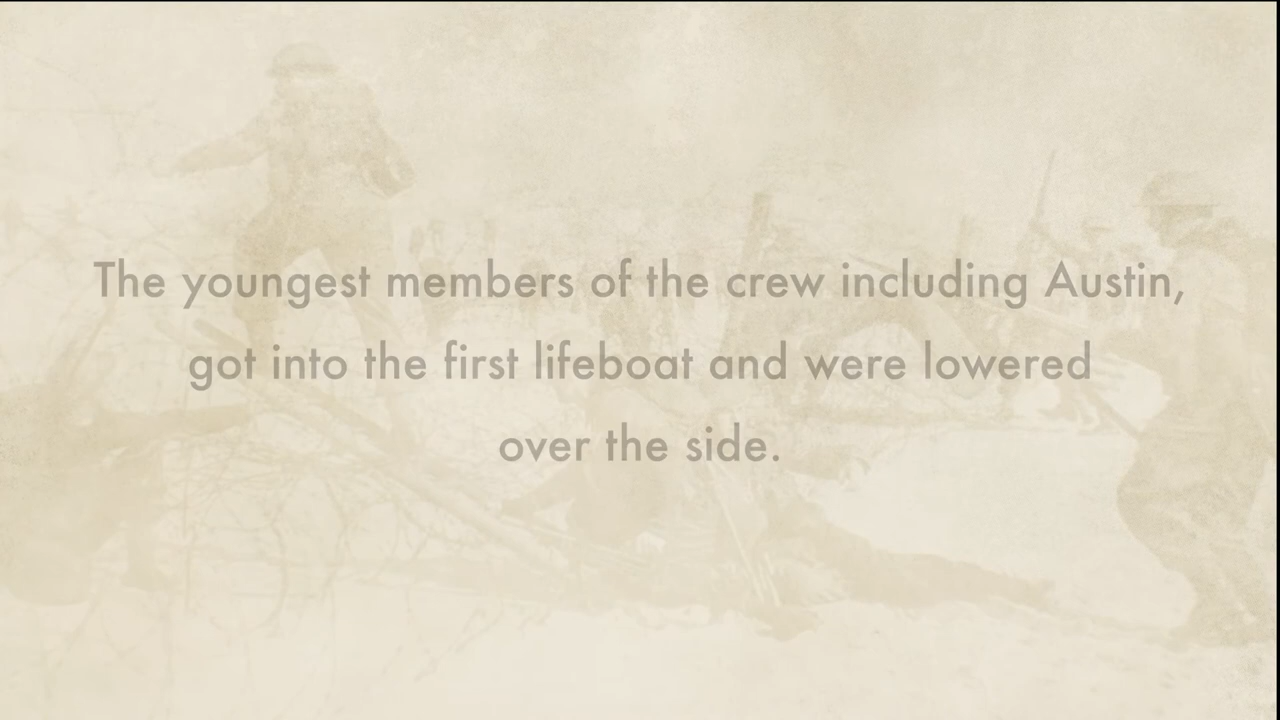 The youngest members of the crew including Austin,
got into the first lifeboat and were lowered
over the side.